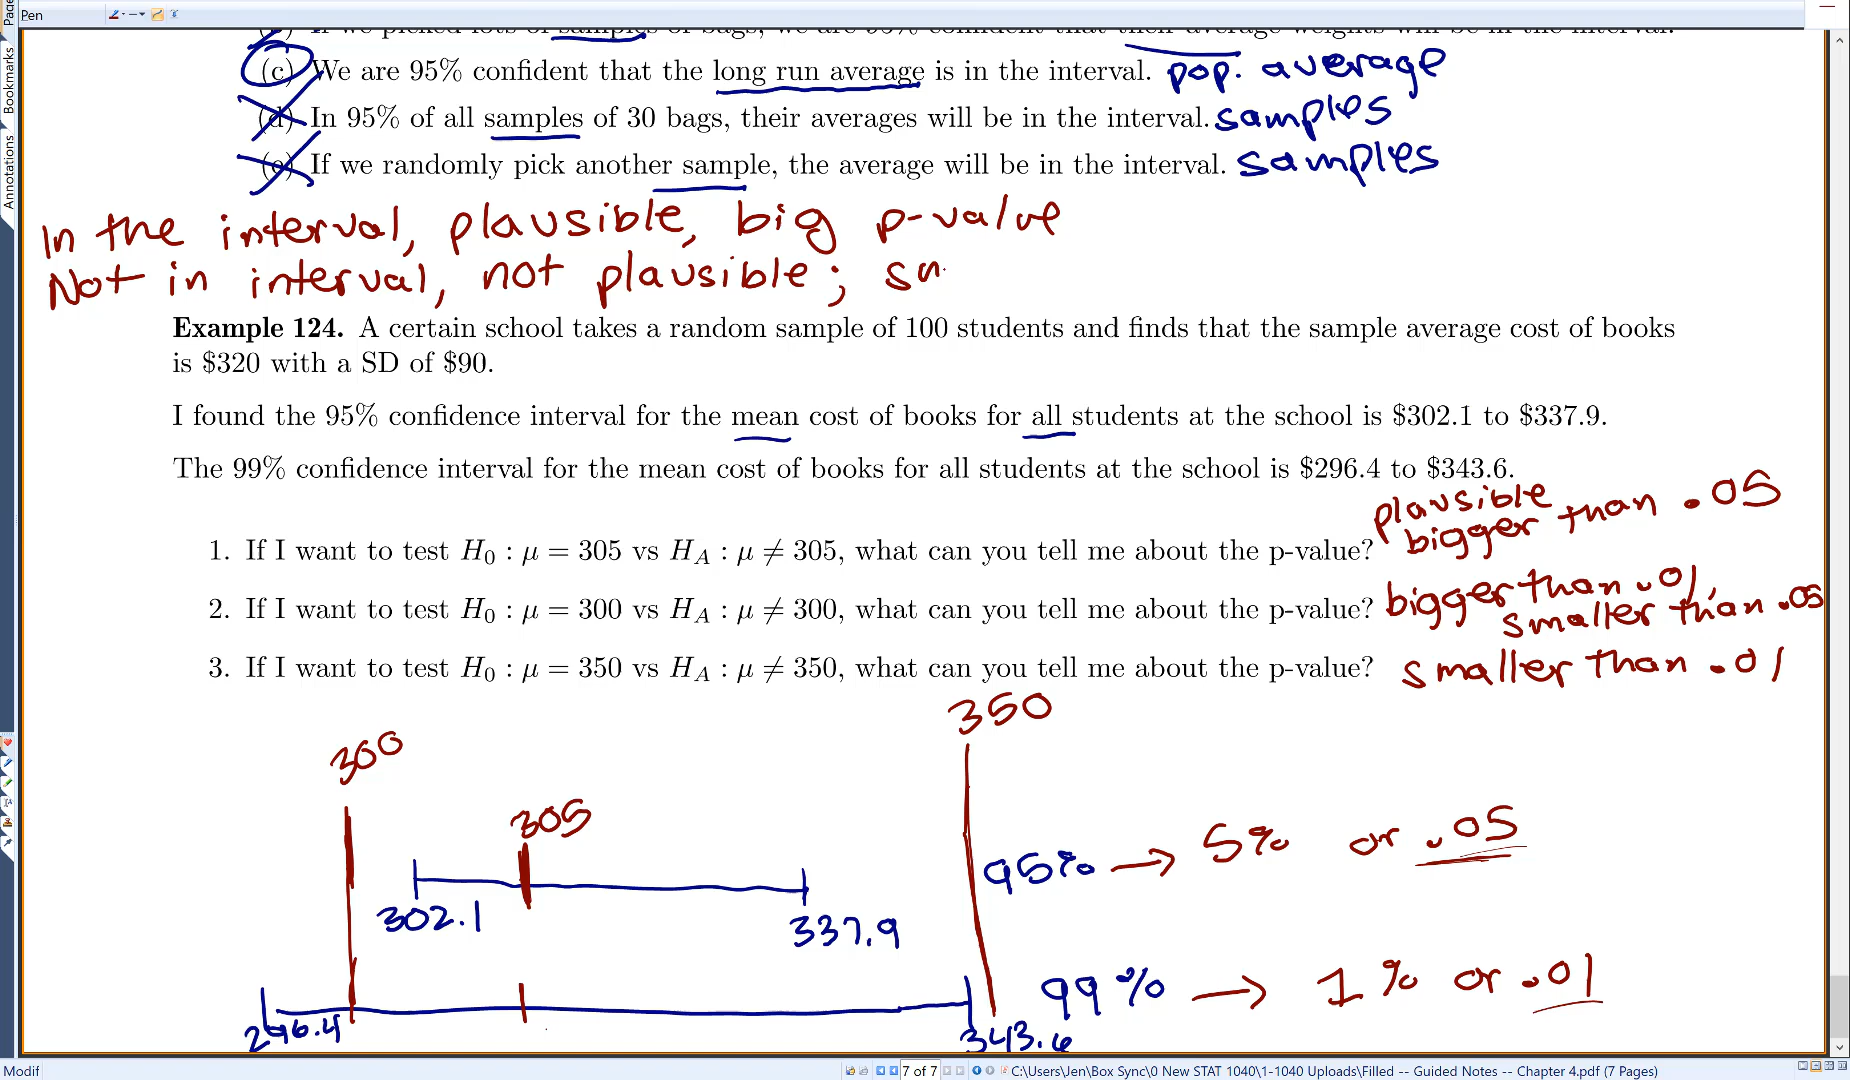 Pen
Page
Bookmarks
Annotations
(c) We are 95% confident that the long run average is in the interval. pop. average
(d) In 95% of all samples of 30 bags, their averages will be in the interval. samples
(e) If we randomly pick another sample, the average will be in the interval. samples
In the interval, plausible, big p-value
Not in interval, not plausible;
Example 124. A certain school takes a random sample of 100 students and finds that the sample average cost of books
is $320 with a SD of $90.
I found the 95% confidence interval for the mean cost of books for all students at the school is $302.1 to $337.9.
The 99% confidence interval for the mean cost of books for all students at the school is $296.4 to $343.6.
plausible
bigger than .05
1. If I want to test H₀ : μ = 305 vs H_A : μ ≠ 305, what can you tell me about the p-value?
bigger than .01,
2. If I want to test H₀ : μ = 300 vs H_A : μ ≠ 300, what can you tell me about the p-value?
smaller than .05
3. If I want to test H₀ : μ = 350 vs H_A : μ ≠ 350, what can you tell me about the p-value? smaller than .01
350
300
305
95% → 5% or .05
302.1 337.9
99% → 1% or .01
296.4 343.6
Modif
7 of 7
C:\Users\Jen\Box Sync\0 New STAT 1040\1-1040 Uploads\Filled -- Guided Notes -- Chapter 4.pdf (7 Pages)